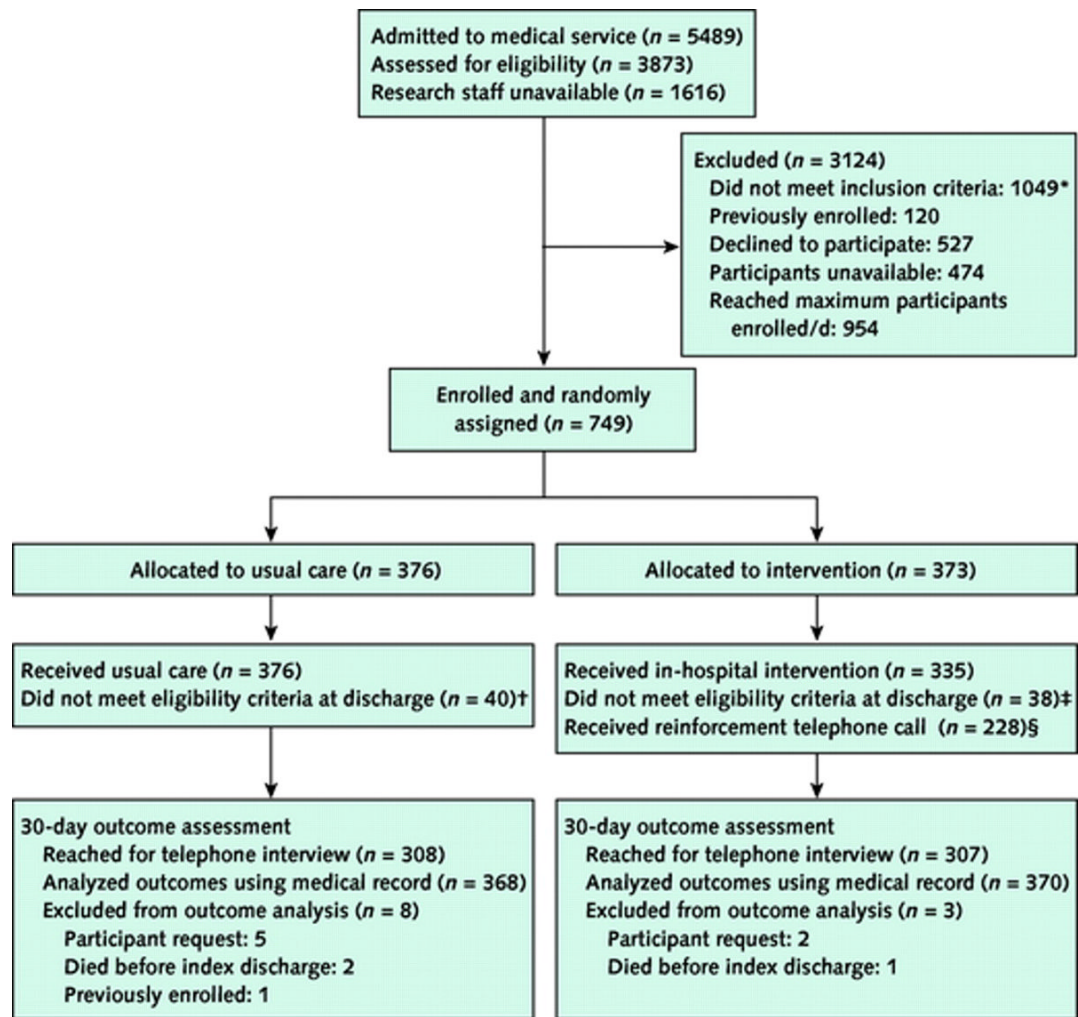 Admitted to medical service (n = 5489)
Assessed for eligibility (n = 3873)
Research staff unavailable (n = 1616)
Excluded (n = 3124)
Did not meet inclusion criteria: 1049*
Previously enrolled: 120
Declined to participate: 527
Participants unavailable: 474
Reached maximum participants
enrolled/d: 954
Enrolled and randomly
assigned (n = 749)
Allocated to usual care (n = 376)
Allocated to intervention (n = 373)
Received usual care (n = 376)
Did not meet eligibility criteria at discharge (n = 40)†
Received in-hospital intervention (n = 335)
Did not meet eligibility criteria at discharge (n = 38)‡
Received reinforcement telephone call (n = 228)§
30-day outcome assessment
Reached for telephone interview (n = 308)
Analyzed outcomes using medical record (n = 368)
Excluded from outcome analysis (n = 8)
Participant request: 5
Died before index discharge: 2
Previously enrolled: 1
30-day outcome assessment
Reached for telephone interview (n = 307)
Analyzed outcomes using medical record (n = 370)
Excluded from outcome analysis (n = 3)
Participant request: 2
Died before index discharge: 1